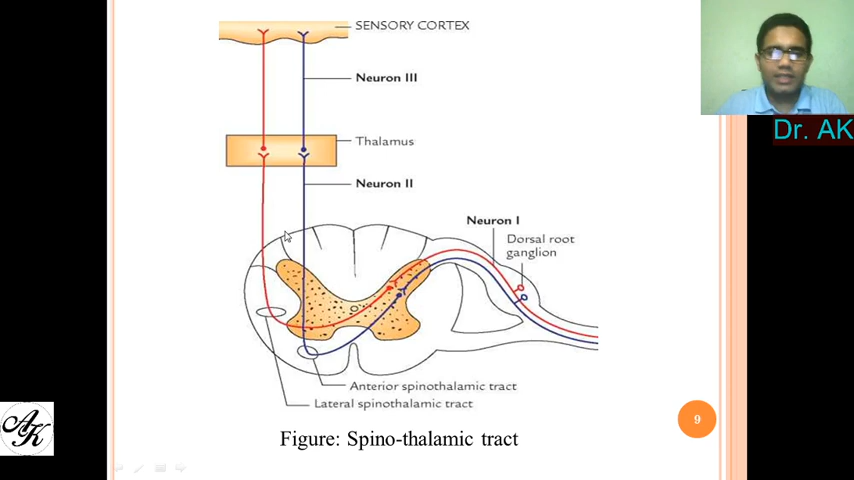 SENSORY CORTEX
Neuron III
Thalamus
Neuron II
Neuron I
Dorsal root
ganglion
Anterior spinothalamic tract
Lateral spinothalamic tract
Figure: Spino-thalamic tract
9
Dr. AK
AK